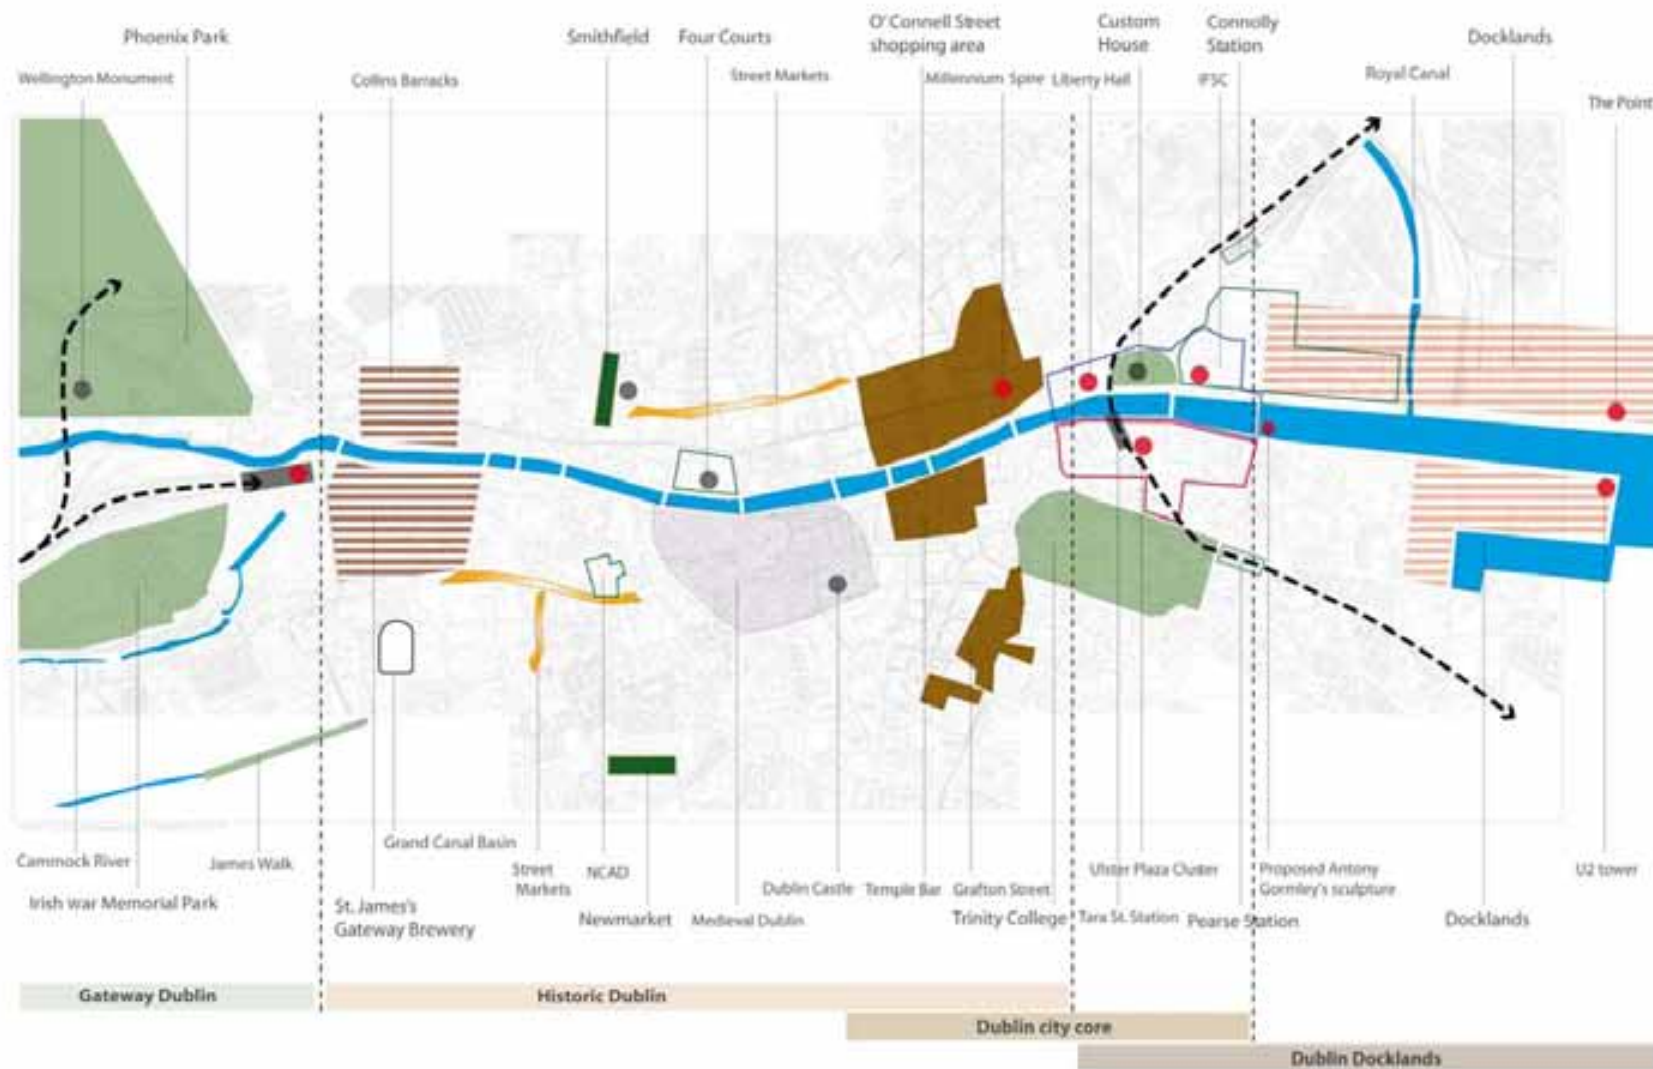 Phoenix Park
Smithfield
Four Courts
O'Connell Street
shopping area
Custom
House
Connolly
Station
Docklands
Wellington Monument
Collins Barracks
Street Markets
Millennium Spire
Liberty Hall
IFSC
Royal Canal
The Point
Cammock River
James Walk
Grand Canal Basin
Street
Markets
NCAD
Dublin Castle
Temple Bar
Grafton Street
Ulster Plaza Cluster
Proposed Antony
Gormley's sculpture
U2 tower
Irish war Memorial Park
St. James's
Gateway Brewery
Newmarket
Medieval Dublin
Trinity College
Tara St. Station
Pearse Station
Docklands
Gateway Dublin
Historic Dublin
Dublin city core
Dublin Docklands